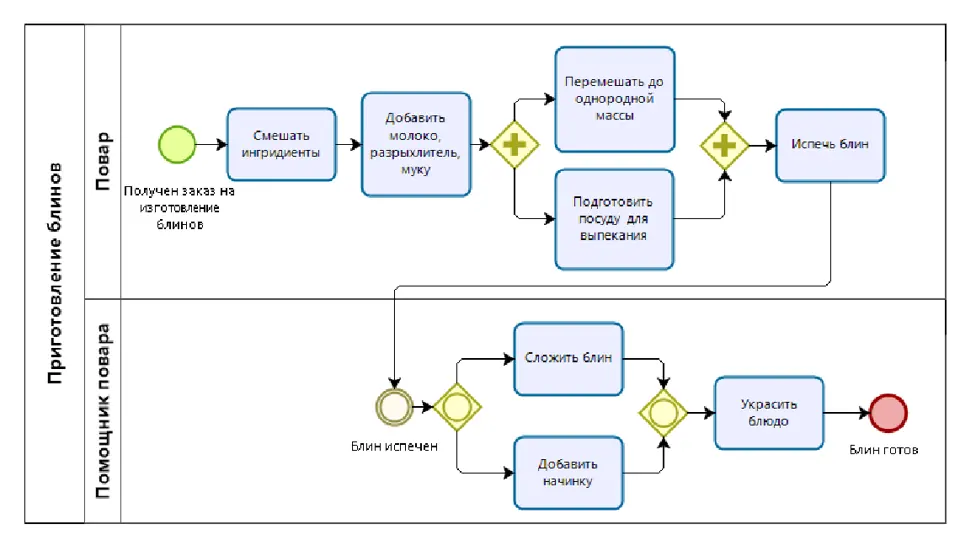 Приготовление блинов
Повар
Получен заказ на
изготовление
блинов
Смешать
ингридиенты
Добавить
молоко,
разрыхлитель,
муку
Перемешать до
однородной
массы
Подготовить
посуду для
выпекания
Испечь блин
Помощник повара
Блин испечен
Сложить блин
Добавить
начинку
Украсить
блюдо
Блин готов